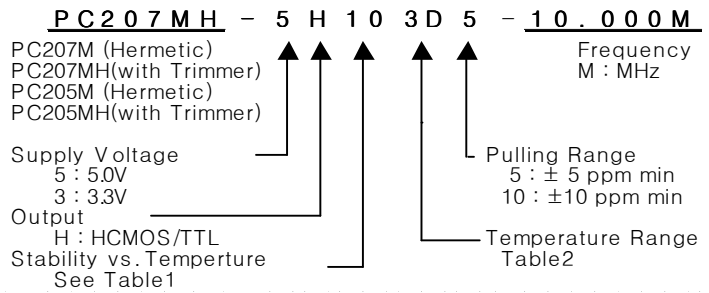 PC207MH - 5 H 10 3D 5 - 10.000M
PC207M (Hermetic)
PC207MH(with Trimmer)
PC205M (Hermetic)
PC205MH(with Trimmer)
Frequency
M : MHz
Supply Voltage
5 : 5.0V
3 : 3.3V
Output
H : HCMOS/TTL
Stability vs. Temperture
See Table1
Pulling Range
5 : ± 5 ppm min
10 : ±10 ppm min
Temperature Range
Table2